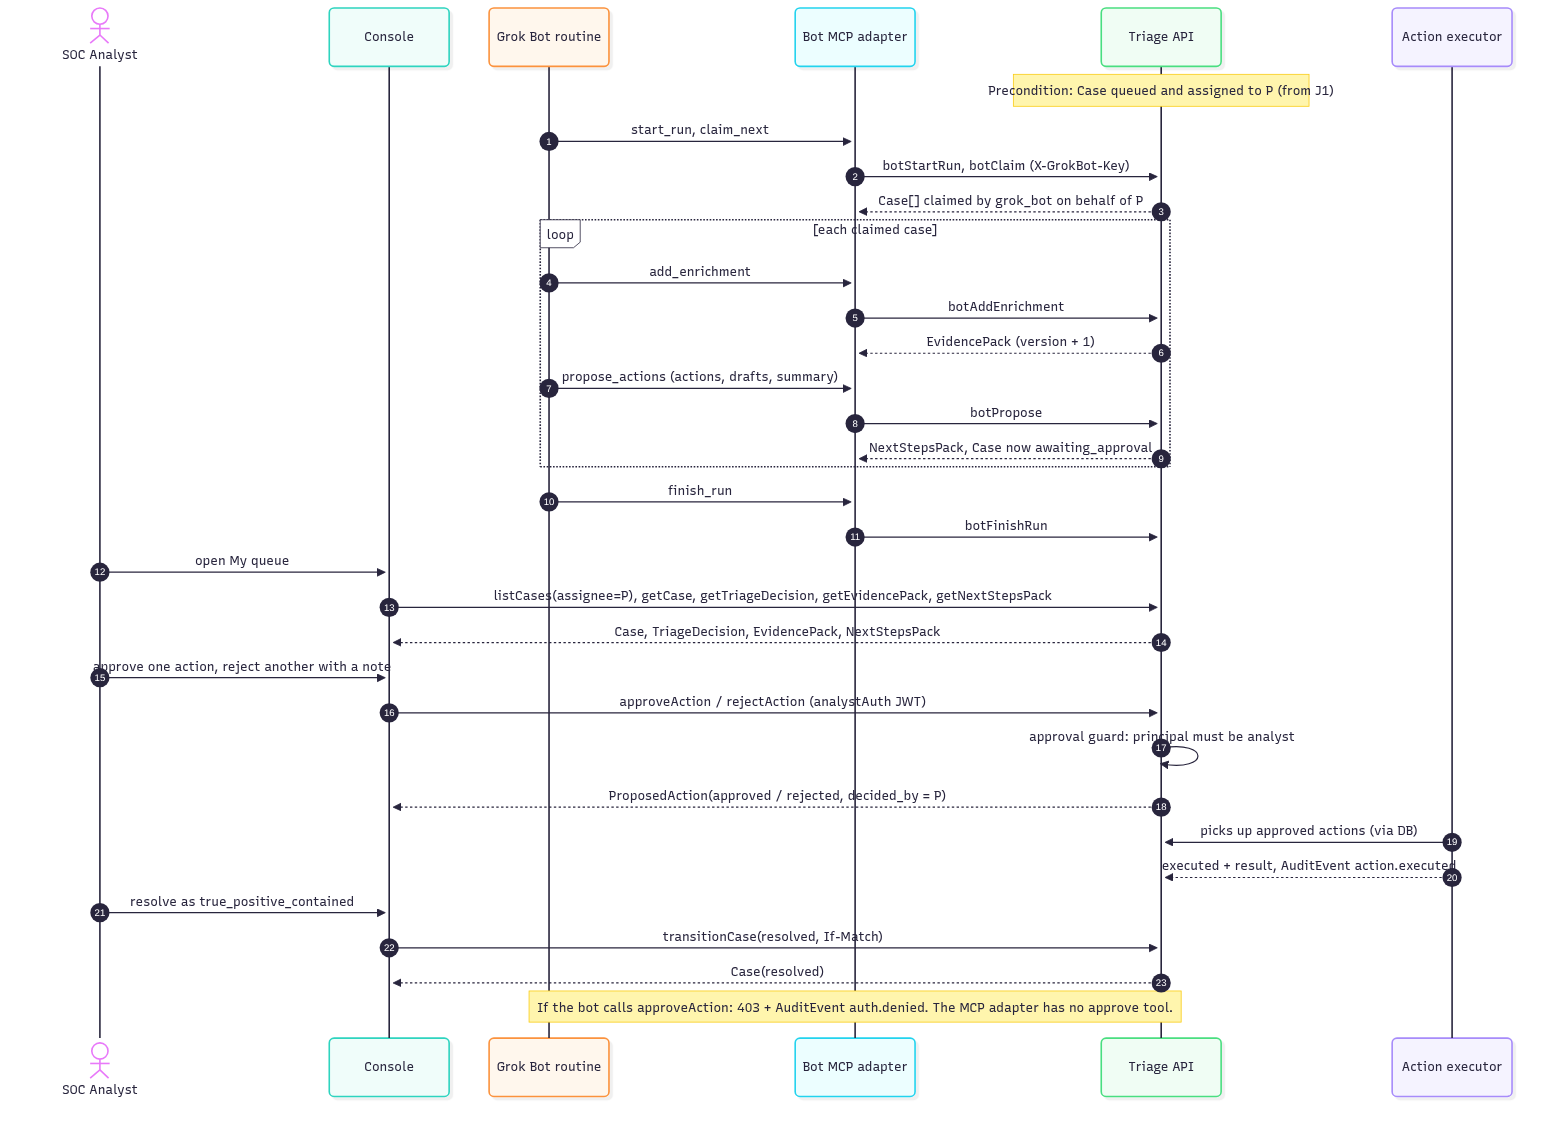 SOC Analyst
Console
Grok Bot routine
Bot MCP adapter
Triage API
Action executor
Precondition: Case queued and assigned to P (from J1)
1
start_run, claim_next
2
botStartRun, botClaim (X-GrokBot-Key)
3
Case[] claimed by grok_bot on behalf of P
loop
[each claimed case]
4
add_enrichment
5
botAddEnrichment
6
EvidencePack (version + 1)
7
propose_actions (actions, drafts, summary)
8
botPropose
9
NextStepsPack, Case now awaiting_approval
10
finish_run
11
botFinishRun
12
open My queue
13
listCases(assignee=P), getCase, getTriageDecision, getEvidencePack, getNextStepsPack
14
Case, TriageDecision, EvidencePack, NextStepsPack
15
approve one action, reject another with a note
16
approveAction / rejectAction (analystAuth JWT)
17
approval guard: principal must be analyst
18
ProposedAction(approved / rejected, decided_by = P)
19
picks up approved actions (via DB)
20
executed + result, AuditEvent action.executed
21
resolve as true_positive_contained
22
transitionCase(resolved, If-Match)
23
Case(resolved)
If the bot calls approveAction: 403 + AuditEvent auth.denied. The MCP adapter has no approve tool.
SOC Analyst
Console
Grok Bot routine
Bot MCP adapter
Triage API
Action executor